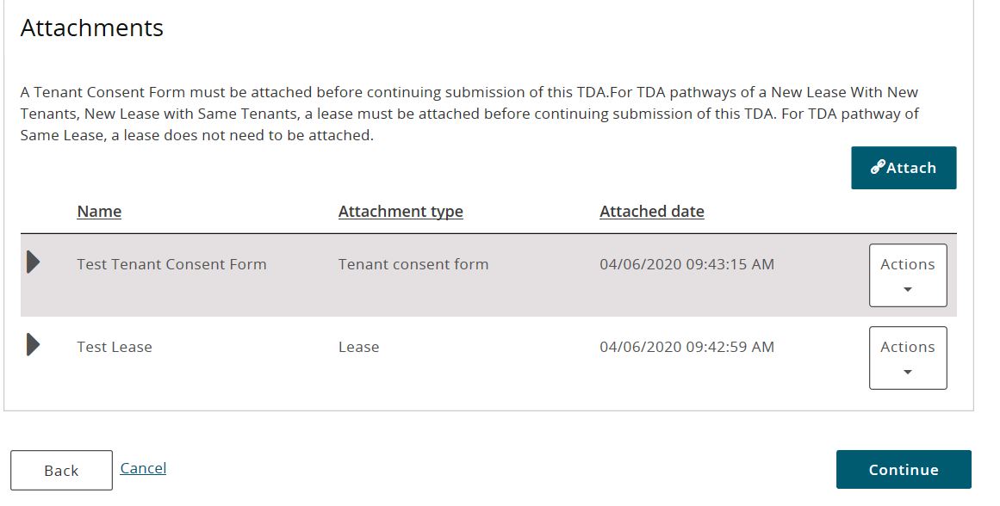 Attachments
A Tenant Consent Form must be attached before continuing submission of this TDA.For TDA pathways of a New Lease With New
Tenants, New Lease with Same Tenants, a lease must be attached before continuing submission of this TDA. For TDA pathway of
Same Lease, a lease does not need to be attached.
Attach
Name Attachment type Attached date
Test Tenant Consent Form Tenant consent form 04/06/2020 09:43:15 AM Actions
Test Lease Lease 04/06/2020 09:42:59 AM Actions
Back Cancel Continue